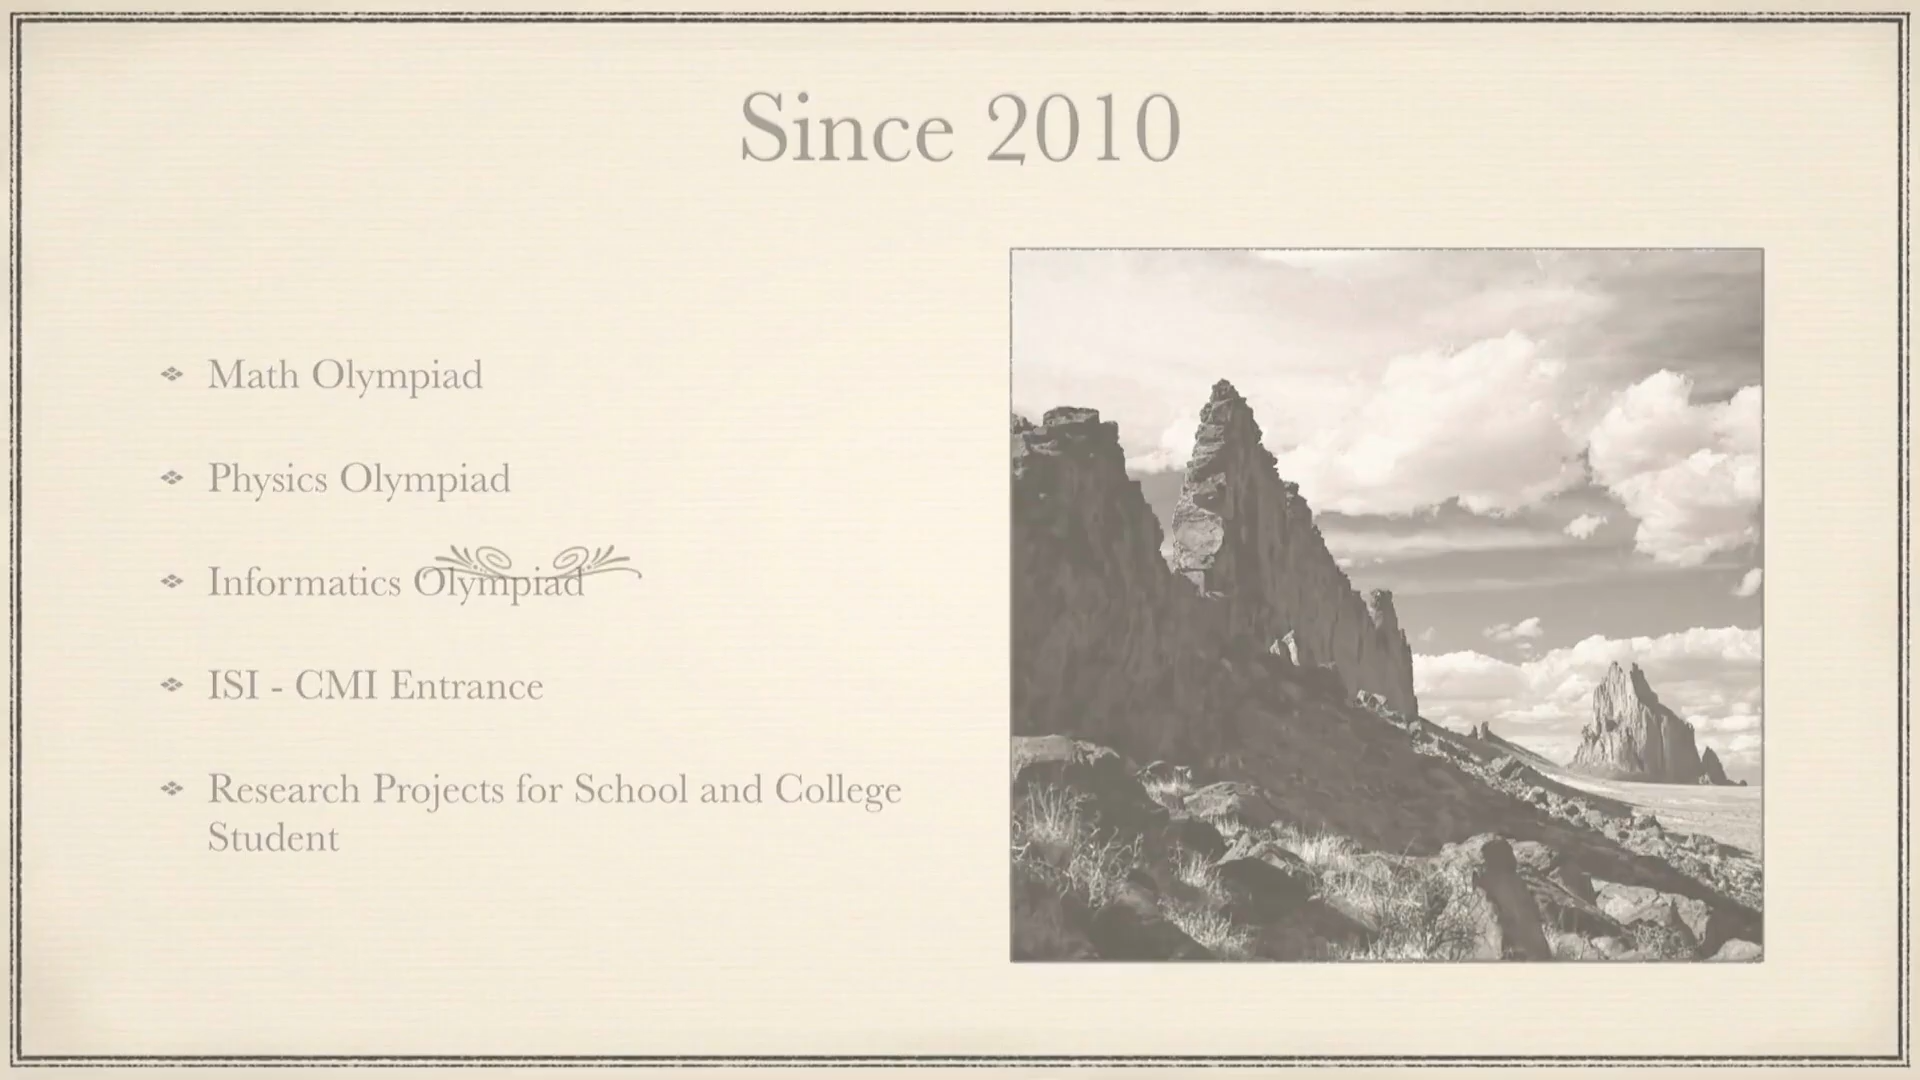 Since 2010
Math Olympiad
Physics Olympiad
Informatics Olympiad
ISI - CMI Entrance
Research Projects for School and College
Student